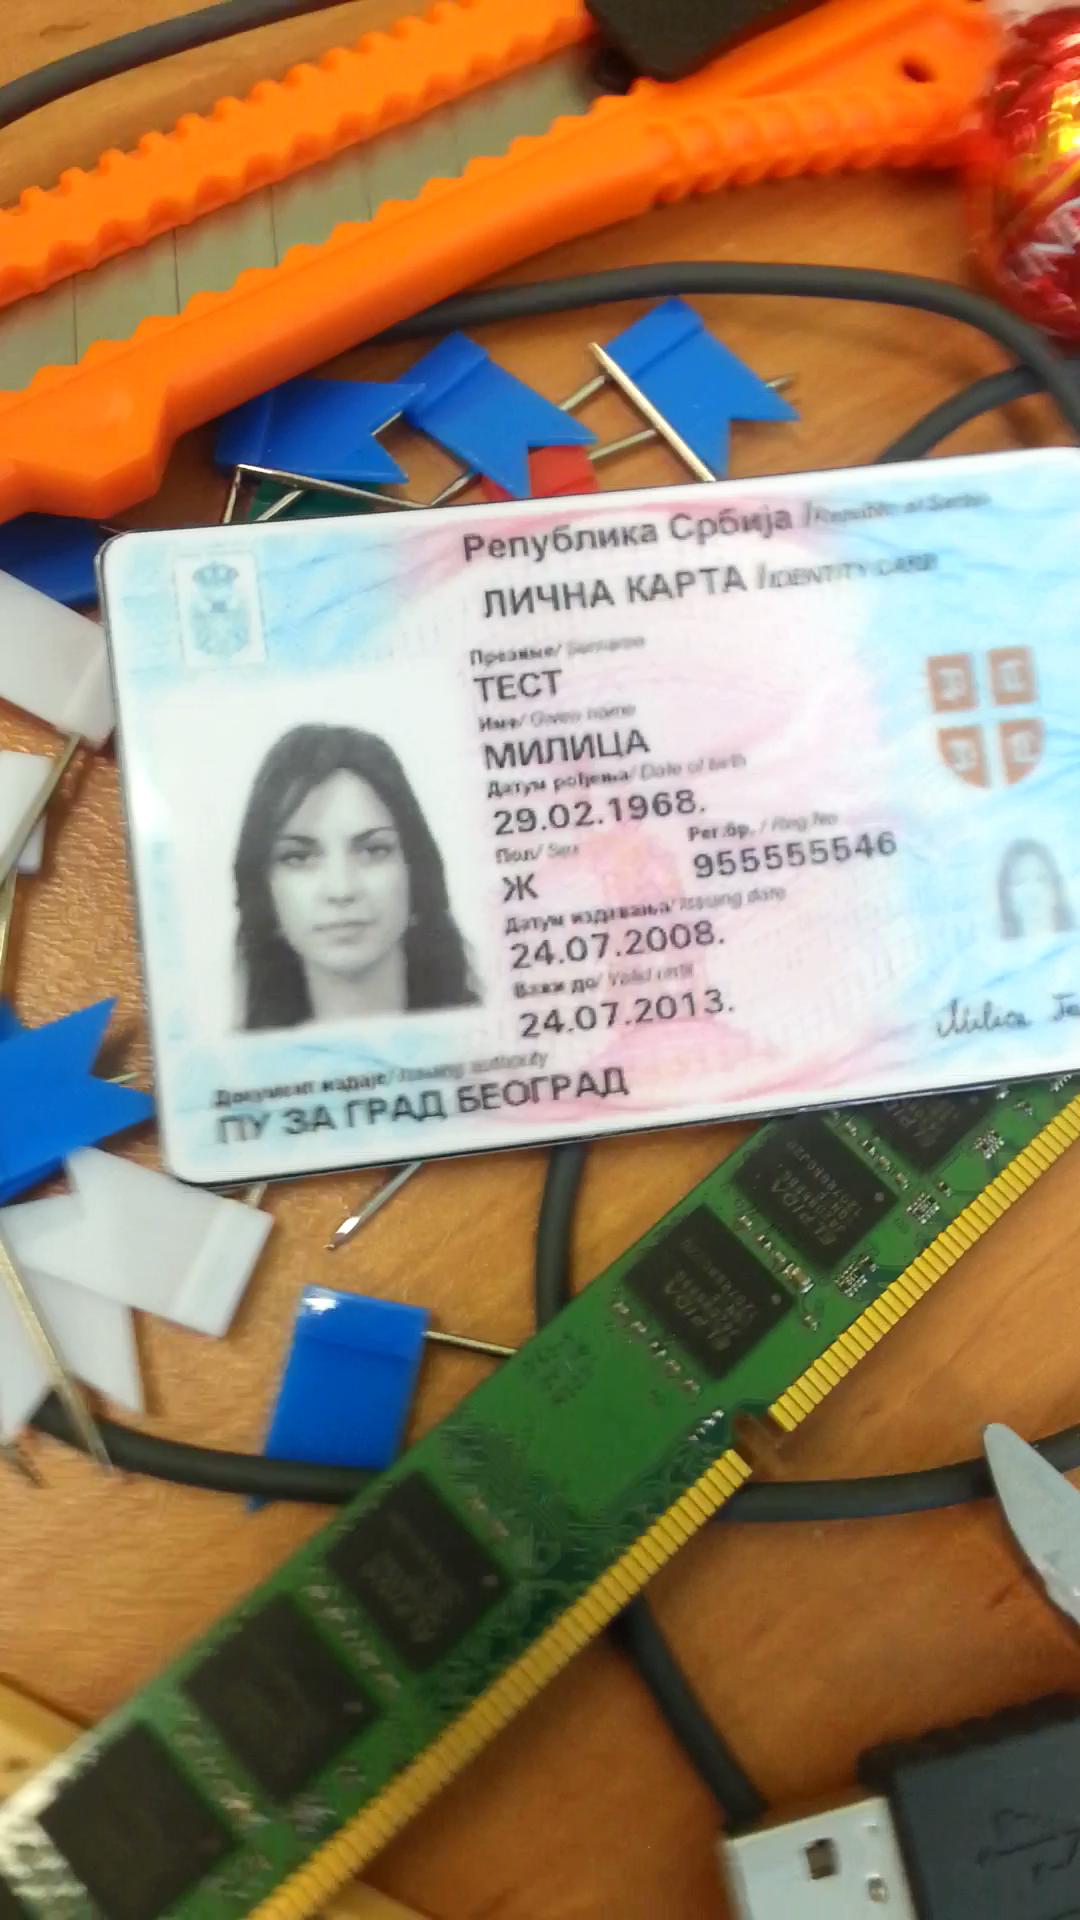 Република Србија / Republic of Serbia
ЛИЧНА КАРТА / IDENTITY CARD
Презиме/ Surname
ТЕСТ
Име/ Given name
МИЛИЦА
Датум рођења/ Date of birth
29.02.1968.
Пол/ Sex
Рег.бр. / Reg.No
Ж
955555546
Датум издавања/ Issuing date
24.07.2008.
Важи до/ Valid until
24.07.2013.
Milica Te
Документ издаје/ Issuing authority
ПУ ЗА ГРАД БЕОГРАД
ELPIDA
ELPIDA